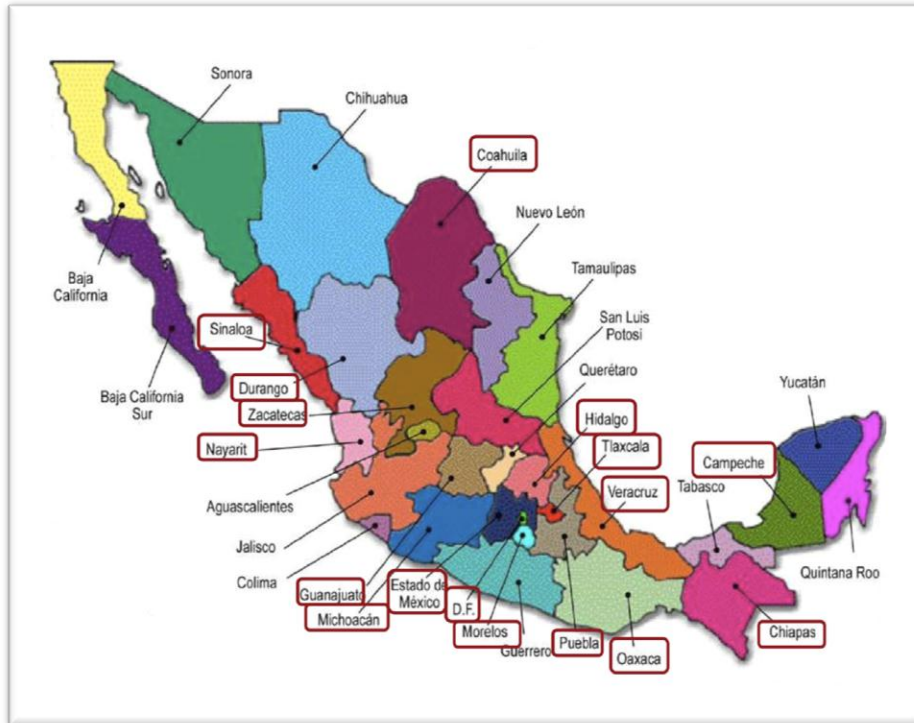 Sonora
Chihuahua
Coahuila
Nuevo León
Tamaulipas
San Luis
Potosi
Querétaro
Hidalgo
Tlaxcala
Veracruz
Yucatán
Campeche
Tabasco
Quintana Roo
Baja
California
Baja California
Sur
Sinaloa
Durango
Zacatecas
Nayarit
Aguascalientes
Jalisco
Colima
Guanajuato
Michoacán
Estado de
México
D.F.
Morelos
Guerrero
Puebla
Oaxaca
Chiapas